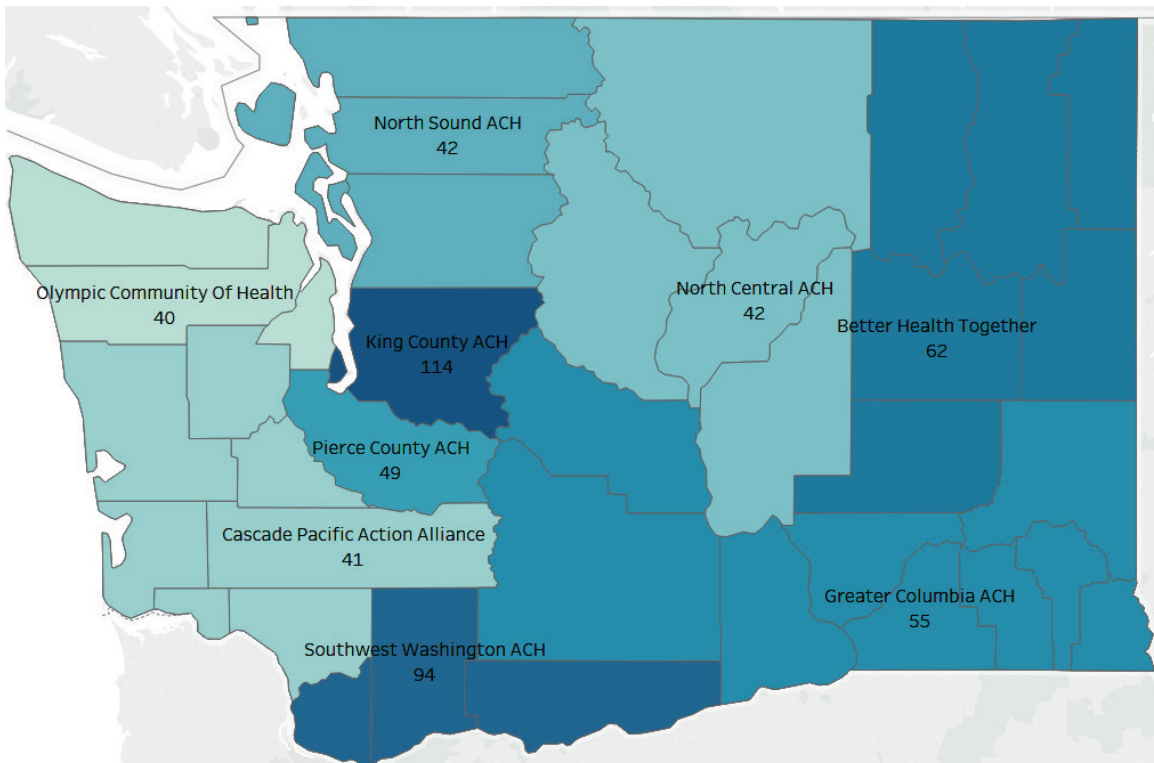 North Sound ACH
42
Olympic Community Of Health
40
North Central ACH
42
King County ACH
114
Better Health Together
62
Pierce County ACH
49
Cascade Pacific Action Alliance
41
Greater Columbia ACH
55
Southwest Washington ACH
94